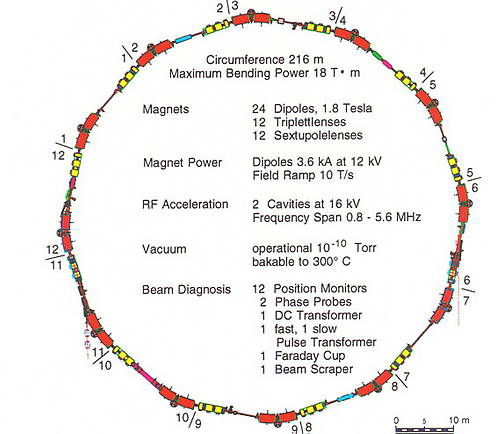 2/3
3/4
1/2
Circumference 216 m
Maximum Bending Power 18 T • m
4/5
Magnets 24 Dipoles, 1.8 Tesla
12 Triplettlenses
12 Sextupolelenses
1/12
Magnet Power Dipoles 3.6 kA at 12 kV
Field Ramp 10 T/s
5/6
RF Acceleration 2 Cavities at 16 kV
Frequency Span 0.8 - 5.6 MHz
Vacuum operational 10-10 Torr
bakable to 300° C
12/11
6/7
Beam Diagnosis 12 Position Monitors
2 Phase Probes
1 DC Transformer
1 fast, 1 slow
Pulse Transformer
1 Faraday Cup
1 Beam Scraper
11/10
8/7
10/9
9/8
0 5 10 m